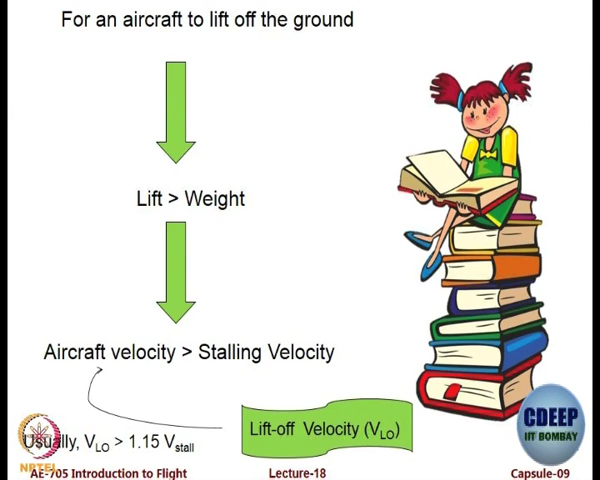 For an aircraft to lift off the ground
Lift > Weight
Aircraft velocity > Stalling Velocity
Lift-off Velocity (VLO)
Usually, VLO > 1.15 Vstall
CDEEP
IIT BOMBAY
NPTEL
AE-705 Introduction to Flight
Lecture-18
Capsule-09